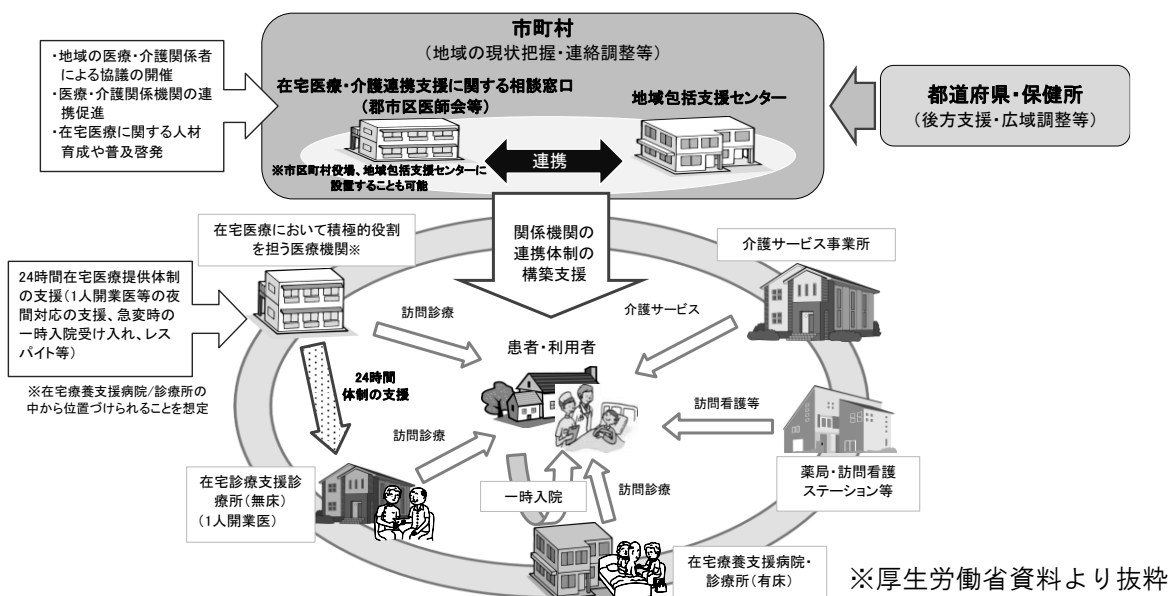 市町村
(地域の現状把握・連絡調整等)
・地域の医療・介護関係者
による協議の開催
・医療・介護関係機関の連
携促進
・在宅医療に関する人材
育成や普及啓発
在宅医療・介護連携支援に関する相談窓口
(郡市区医師会等)
地域包括支援センター
連携
※市区町村役場、地域包括支援センターに
設置することも可能
都道府県・保健所
(後方支援・広域調整等)
関係機関の
連携体制の
構築支援
在宅医療において積極的役割
を担う医療機関※
介護サービス事業所
24時間在宅医療提供体制
の支援(1人開業医等の夜
間対応の支援、急変時の
一時入院受け入れ、レス
パイト等)
※在宅療養支援病院/診療所の
中から位置づけられることを想定
訪問診療
介護サービス
患者・利用者
24時間
体制の支援
訪問看護等
訪問診療
在宅診療支援診
療所(無床)
(1人開業医)
一時入院
訪問診療
薬局・訪問看護
ステーション等
在宅療養支援病院・
診療所(有床)
※厚生労働省資料より抜粋